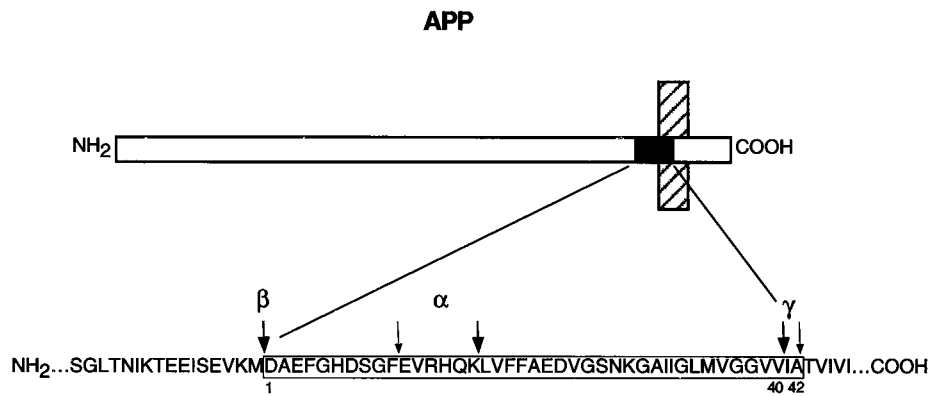 APP
NH2 COOH
β α γ
NH2...SGLTNIKTEEISEVKMDAEFGHDSGFEVRHQKLVFFAEDVGSNKGAIIGLMVGGVVIATVIVI...COOH
1 40 42